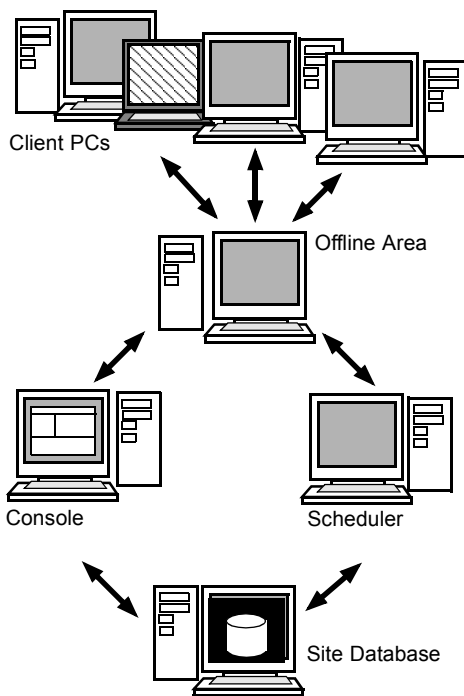 Client PCs
Offline Area
Console
Scheduler
Site Database